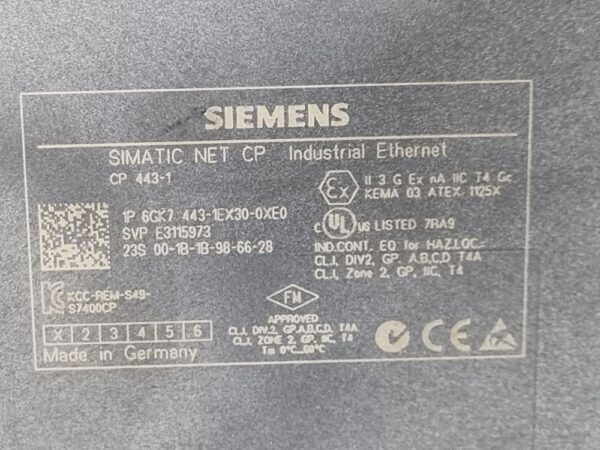 SIEMENS
SIMATIC NET CP Industrial Ethernet
CP 443-1
Ex
II 3 G Ex nA IIC T4 Gc
KEMA 03 ATEX 1125X
1P 6GK7 443-1EX30-0XE0
SVP E3115973
23S 00-1B-1B-98-66-28
c UL US LISTED 7RA9
IND.CONT. EQ for HAZ.LOC.:
CL.I, DIV.2, GP. A,B,C,D T4A
CL.I, Zone 2, GP. IIC, T4
KCC-REM-S49-
S7400CP
FM
APPROVED
CL.I, DIV.2, GP.A,B,C,D, T4A
CL.I, ZONE 2, GP. IIC, T4
Ta: 0°C...60°C
X 2 3 4 5 6
Made in Germany
CE